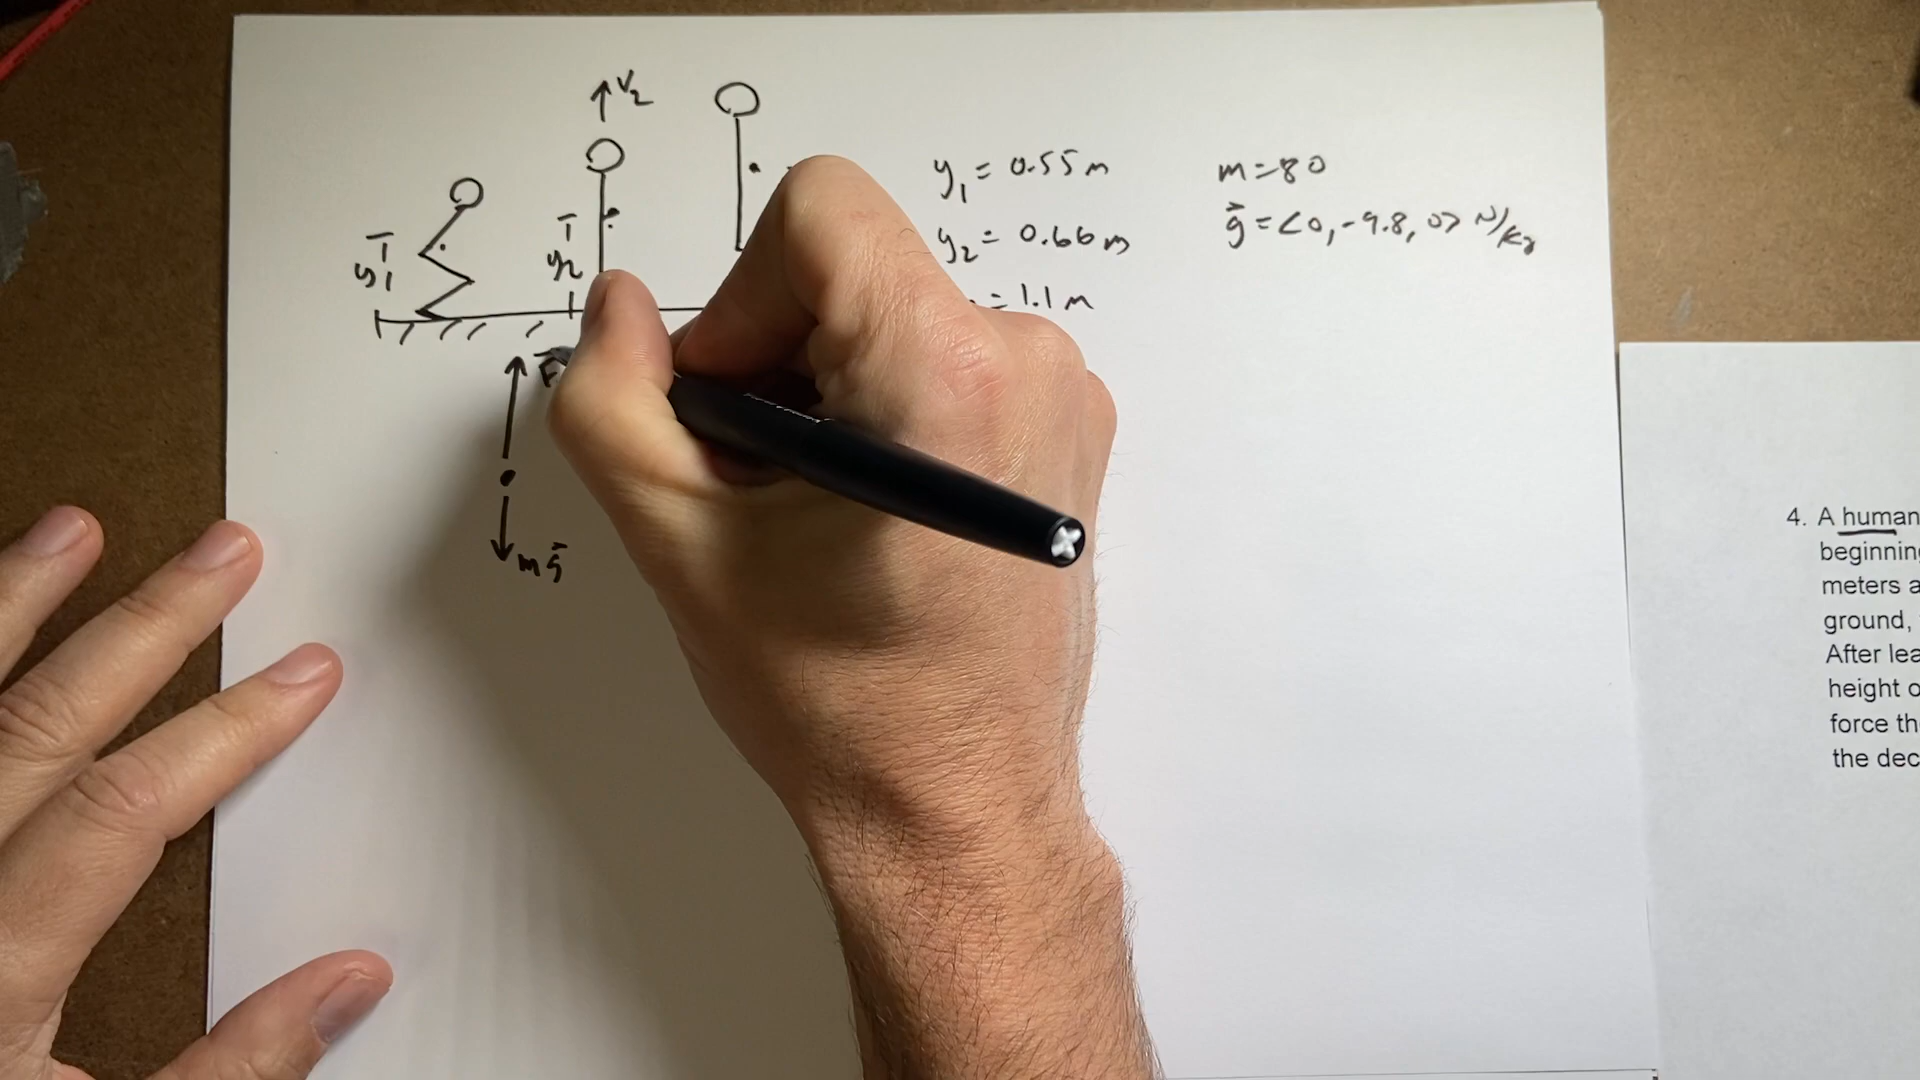 v₂
y₁
y₂
F
mg⃗
y₁ = 0.55 m
y₂ = 0.66 m
= 1.1 m
m = 80
g⃗ = <0, -9.8, 0> N/kg
4. A human
beginning
meters a
ground,
After lea
height o
force th
the dec